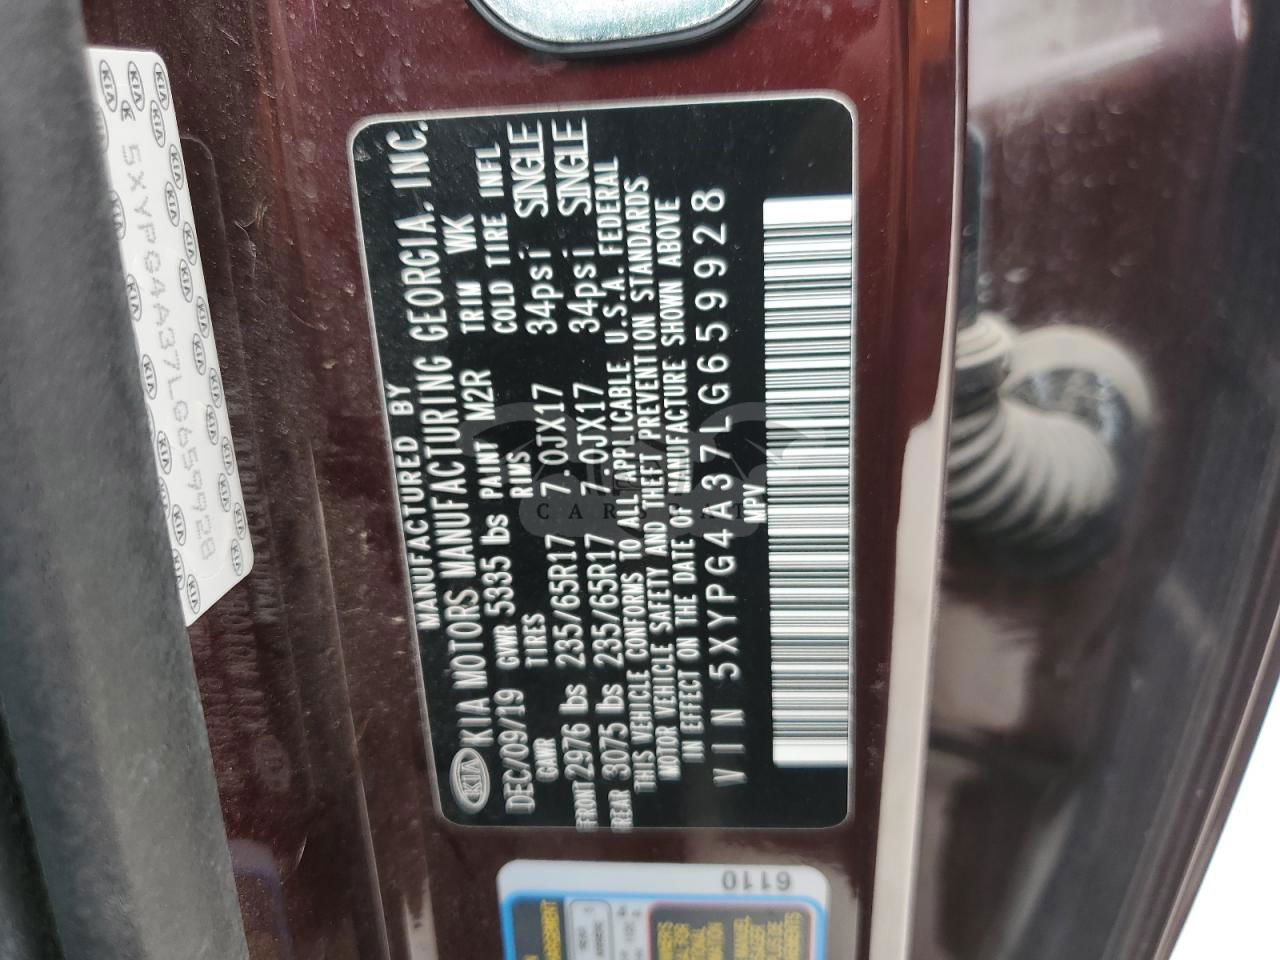 MANUFACTURED BY
KIA KIA MOTORS MANUFACTURING GEORGIA, INC.
DEC/09/19 GVWR 5335 lbs PAINT M2R TRIM WK
GAWR TIRES RIMS COLD TIRE INFL
FRONT 2976 lbs 235/65R17 7.0JX17 34psi SINGLE
REAR 3075 lbs 235/65R17 7.0JX17 34psi SINGLE
THIS VEHICLE CONFORMS TO ALL APPLICABLE U.S.A. FEDERAL
MOTOR VEHICLE SAFETY AND THEFT PREVENTION STANDARDS
IN EFFECT ON THE DATE OF MANUFACTURE SHOWN ABOVE
VIN 5XYPG4A37LG659928
MPV
5XYPG4A37LG659928
6110